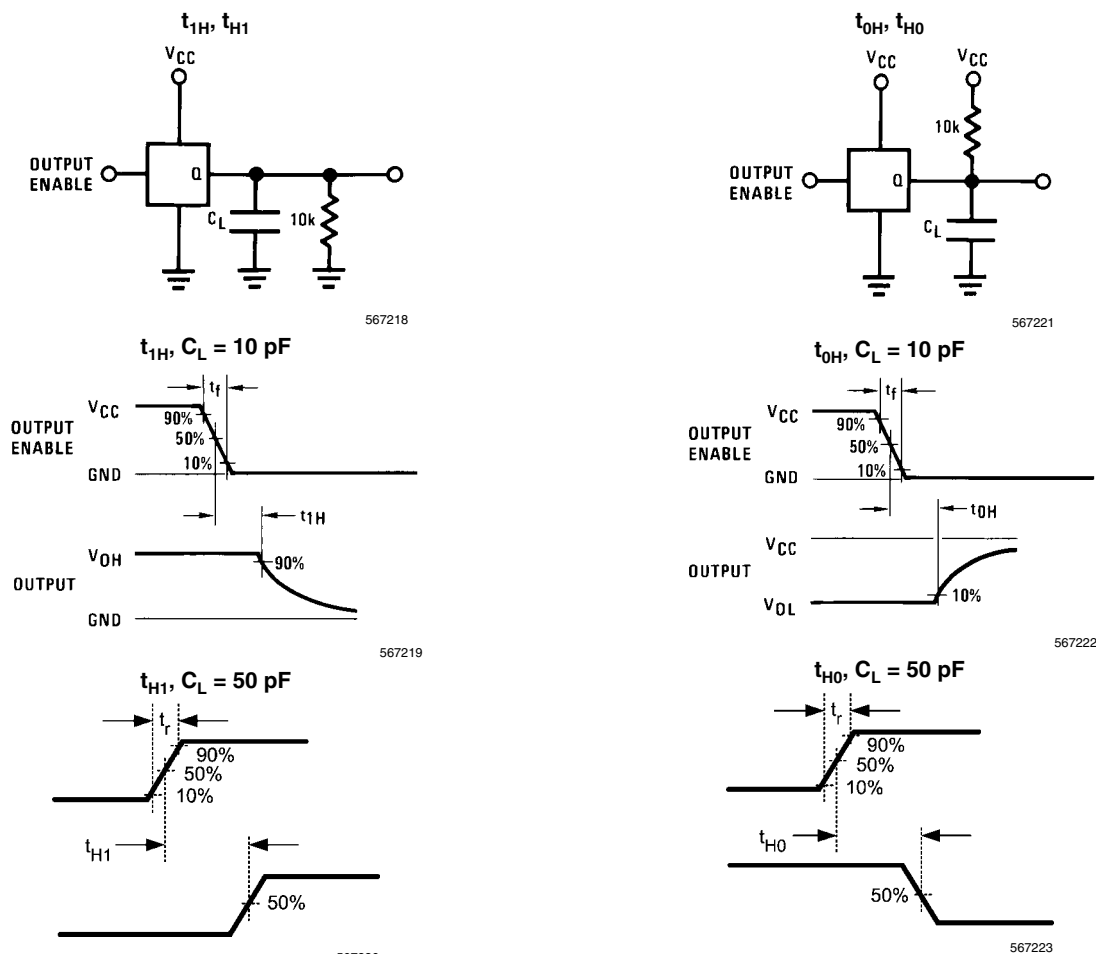 t1H, tH1
VCC
OUTPUT
ENABLE
Q
CL
10k
567218
t1H, CL = 10 pF
tf
VCC
90%
50%
10%
OUTPUT
ENABLE
GND
t1H
VOH
90%
OUTPUT
GND
567219
tH1, CL = 50 pF
tr
90%
50%
10%
tH1
50%
t0H, tH0
VCC
VCC
10k
OUTPUT
ENABLE
Q
CL
567221
t0H, CL = 10 pF
tf
VCC
90%
50%
10%
OUTPUT
ENABLE
GND
t0H
VCC
OUTPUT
VOL
10%
567222
tH0, CL = 50 pF
tr
90%
50%
10%
tH0
50%
567223